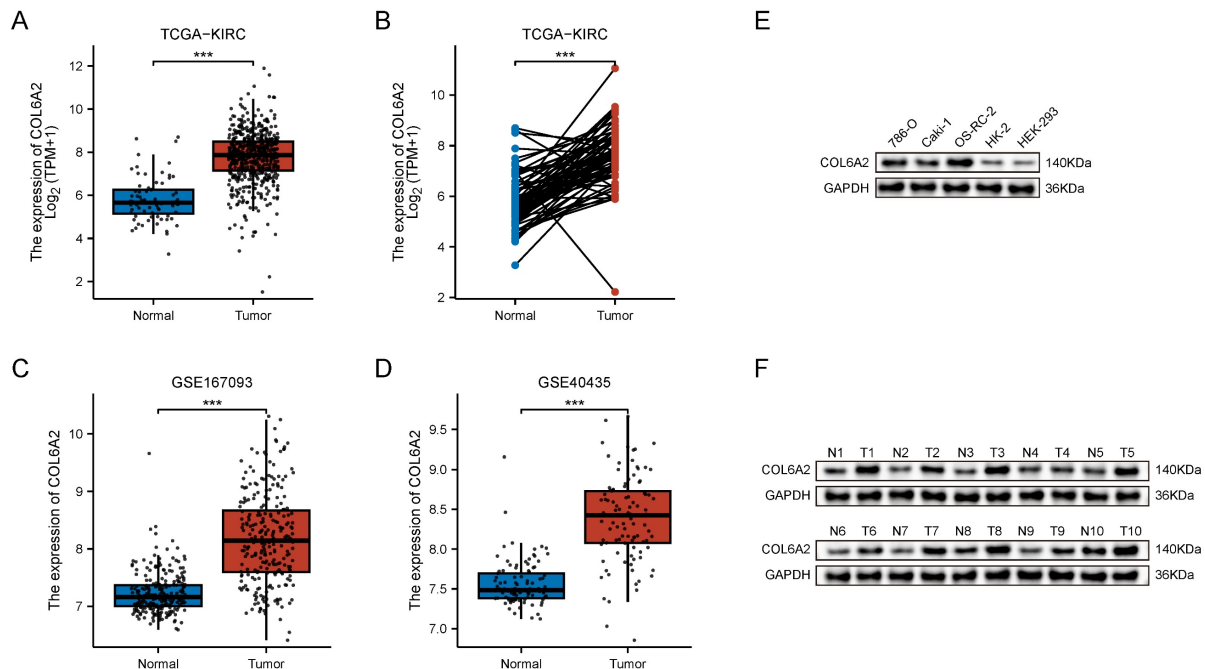 A
TCGA−KIRC
***
The expression of COL6A2
Log2 (TPM+1)
12
10
8
6
4
2
Normal Tumor
B
TCGA−KIRC
***
The expression of COL6A2
Log2 (TPM+1)
10
8
6
4
2
Normal Tumor
E
786-O Caki-1 OS-RC-2 HK-2 HEK-293
COL6A2 140KDa
GAPDH 36KDa
C
GSE167093
***
The expression of COL6A2
10
9
8
7
Normal Tumor
D
GSE40435
***
The expression of COL6A2
9.5
9.0
8.5
8.0
7.5
7.0
Normal Tumor
F
N1 T1 N2 T2 N3 T3 N4 T4 N5 T5
COL6A2 140KDa
GAPDH 36KDa
N6 T6 N7 T7 N8 T8 N9 T9 N10 T10
COL6A2 140KDa
GAPDH 36KDa